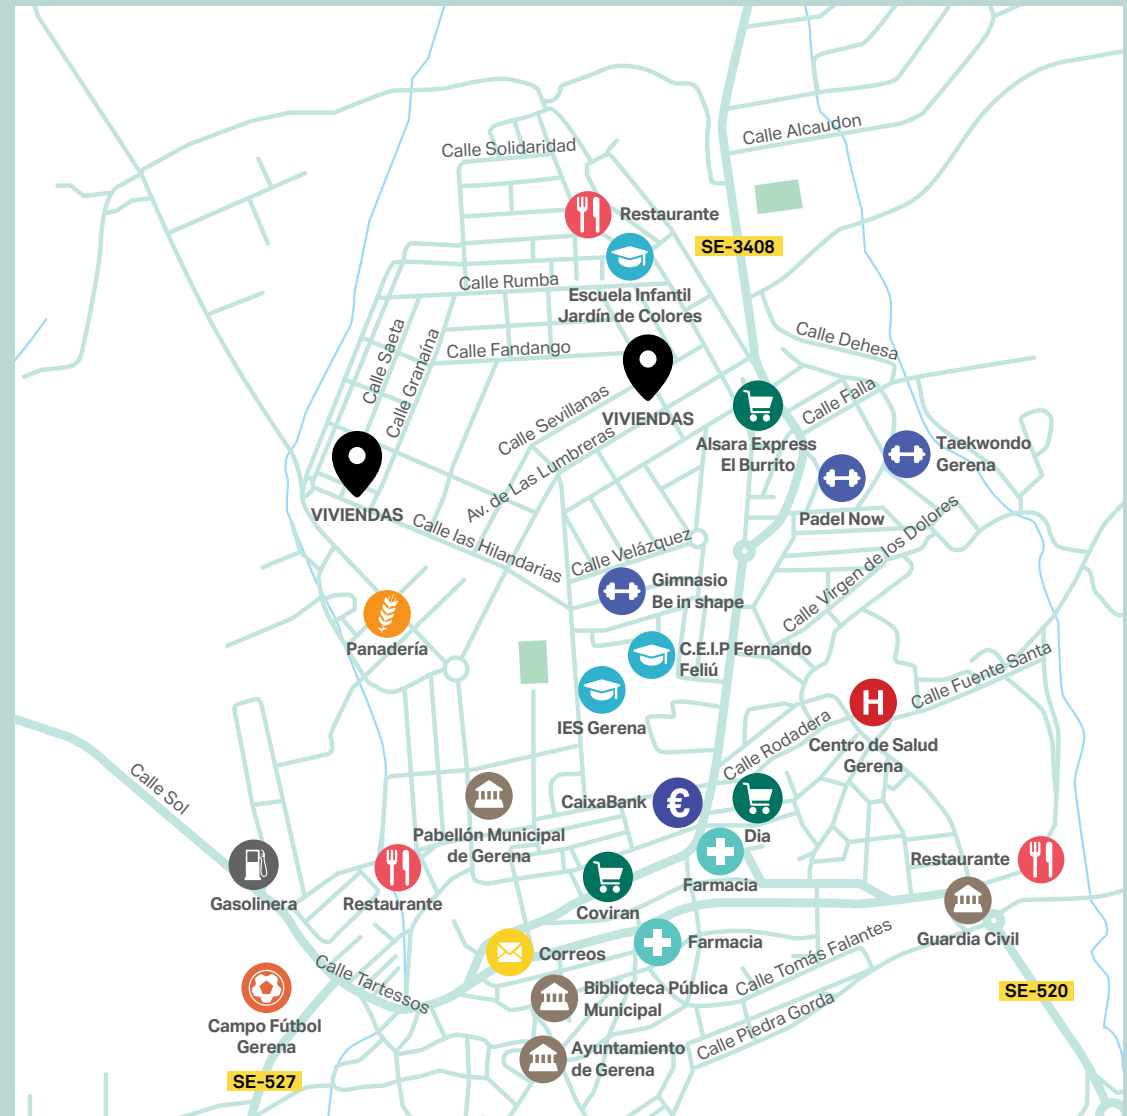 Calle Alcaudon
Calle Solidaridad
Restaurante
SE-3408
Calle Rumba
Escuela Infantil
Jardín de Colores
Calle Dehesa
Calle Saeta
Calle Granaína
Calle Fandango
Calle Sevillanas
VIVIENDAS
Calle Falla
Alsara Express
El Burrito
Taekwondo
Gerena
Av. de Las Lumbreras
VIVIENDAS
Padel Now
Calle las Hilandarias
Calle Velázquez
Calle Virgen de los Dolores
Gimnasio
Be in shape
Panadería
C.E.I.P Fernando
Feliú
Calle Fuente Santa
IES Gerena
Calle Rodadera
Centro de Salud
Gerena
Calle Sol
CaixaBank
Dia
Pabellón Municipal
de Gerena
Restaurante
Farmacia
Gasolinera
Restaurante
Coviran
Guardia Civil
Correos
Farmacia
Calle Tomás Falantes
Calle Tartessos
Biblioteca Pública
Municipal
SE-520
Calle Piedra Gorda
Campo Fútbol
Gerena
Ayuntamiento
de Gerena
SE-527
H
€